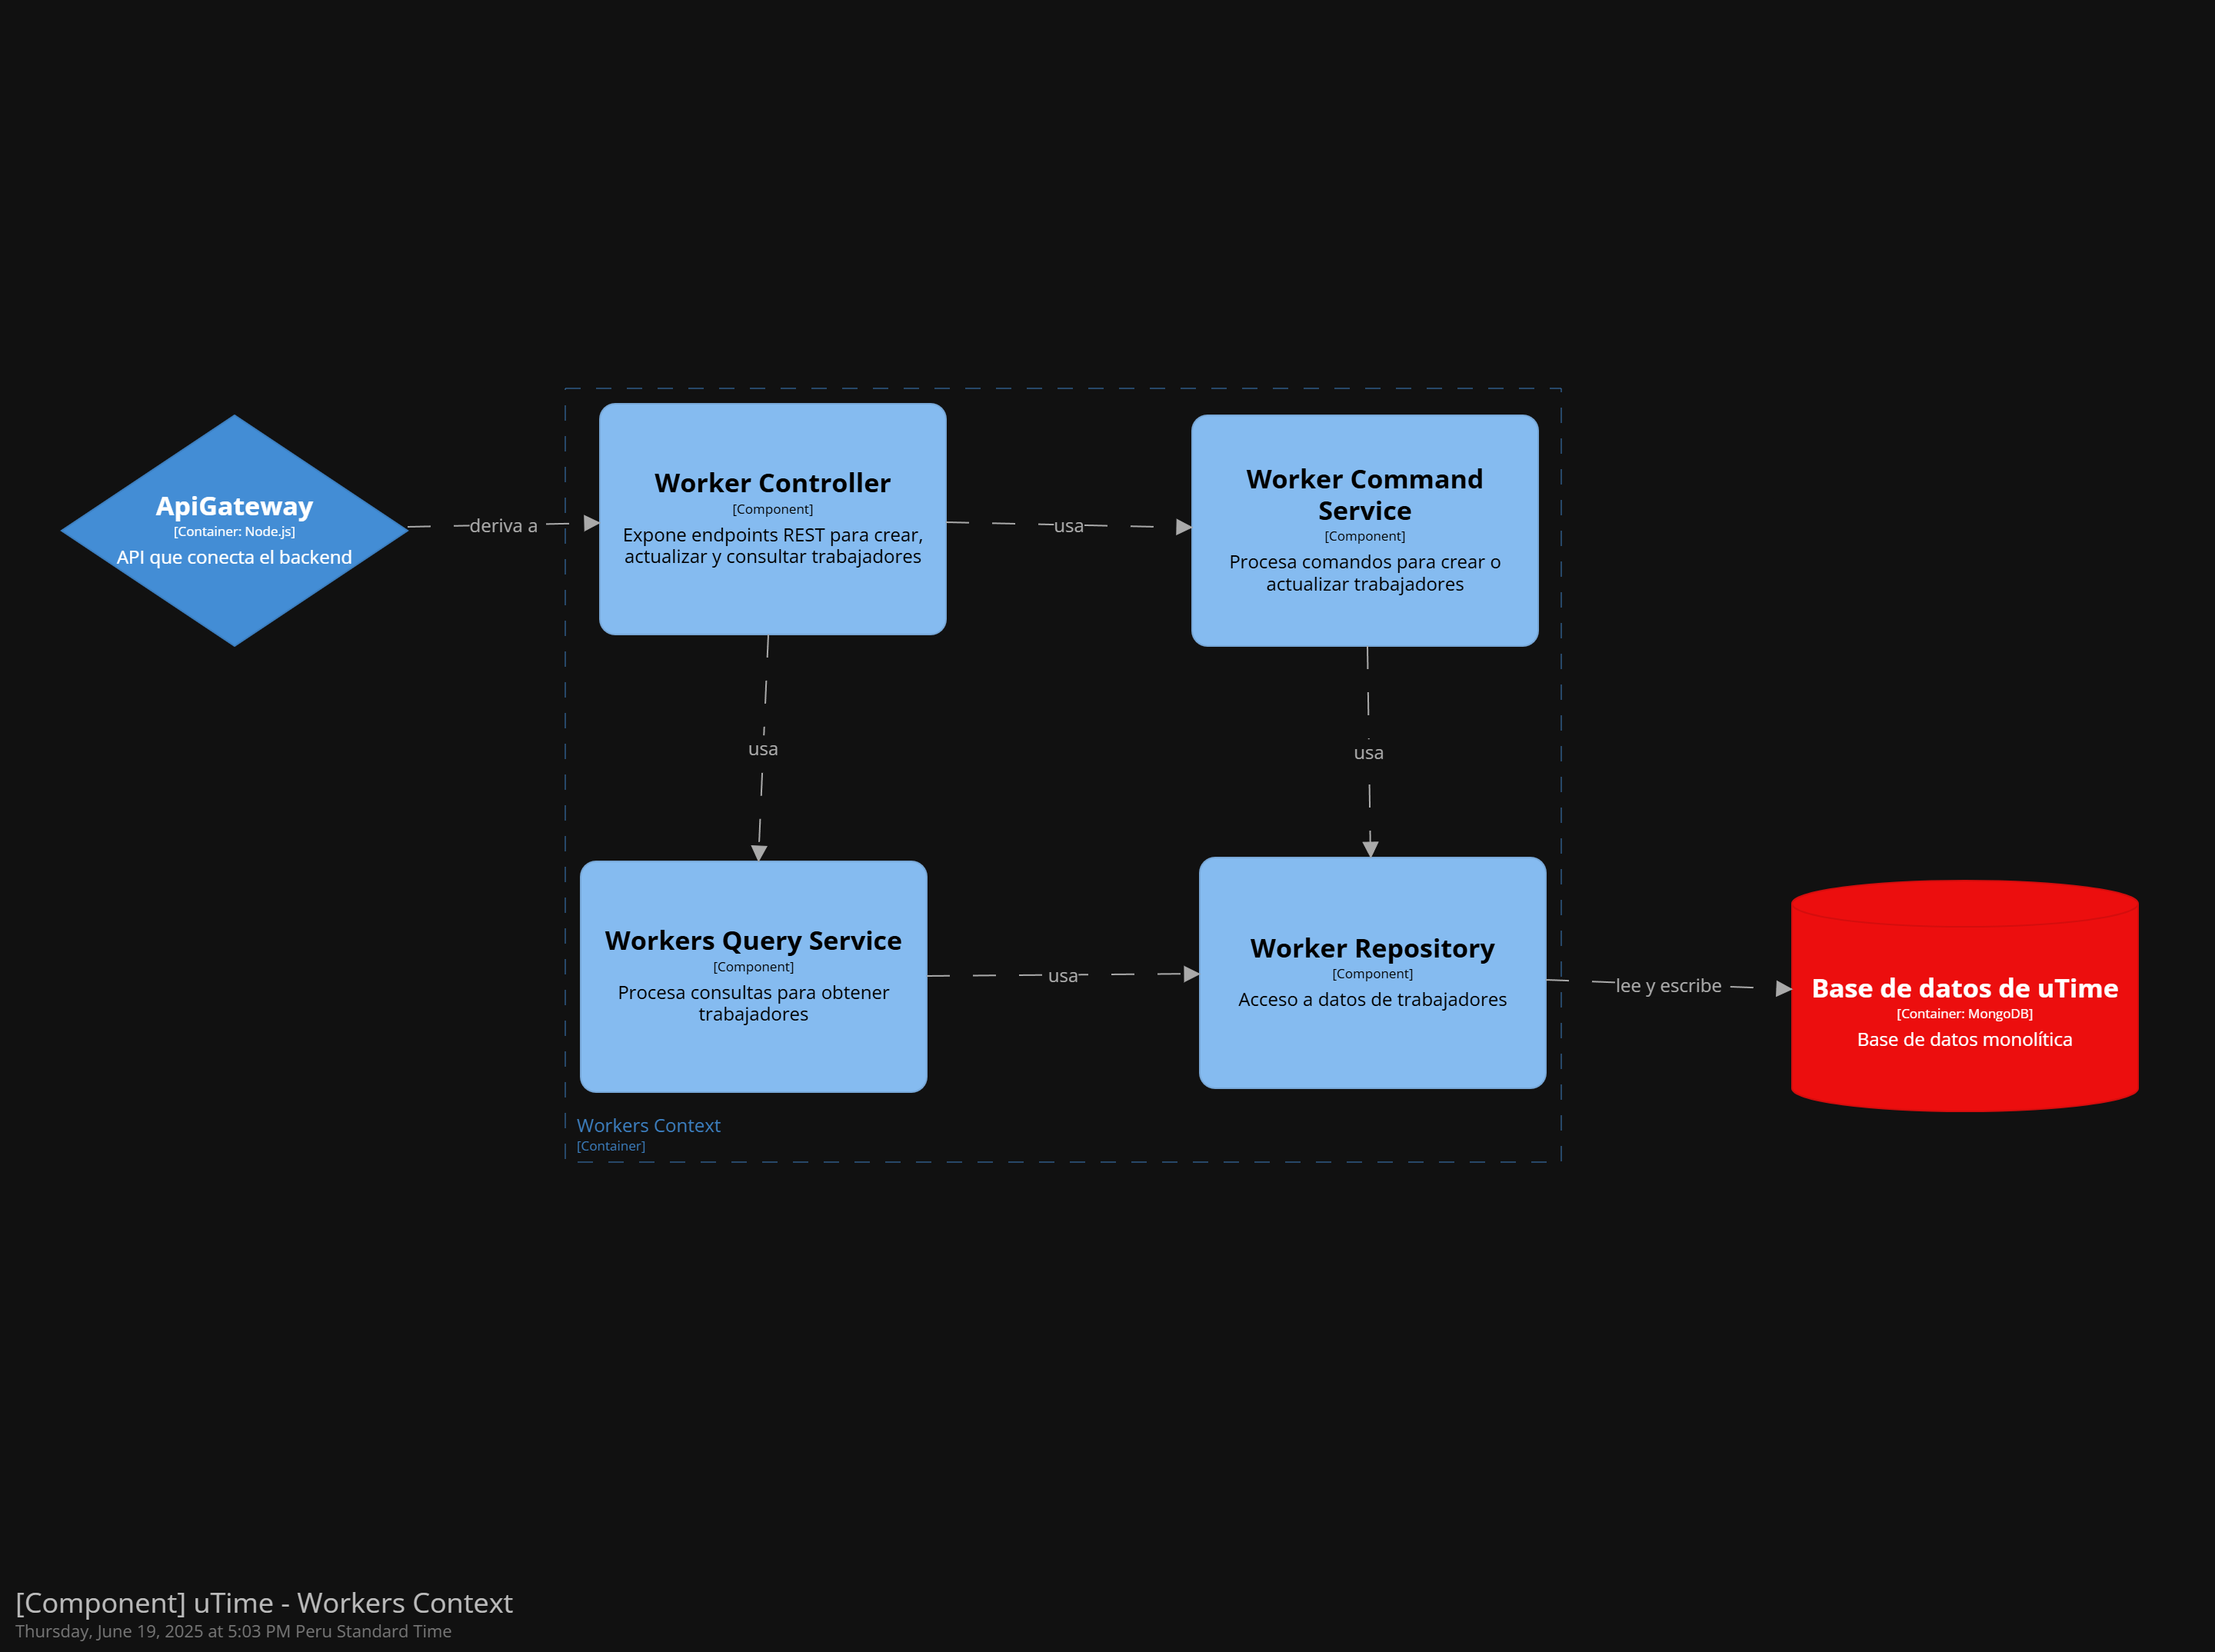 ApiGateway
[Container: Node.js]
API que conecta el backend
deriva a
Worker Controller
[Component]
Expone endpoints REST para crear,
actualizar y consultar trabajadores
usa
Worker Command
Service
[Component]
Procesa comandos para crear o
actualizar trabajadores
usa
usa
Workers Query Service
[Component]
Procesa consultas para obtener
trabajadores
usa
Worker Repository
[Component]
Acceso a datos de trabajadores
lee y escribe
Base de datos de uTime
[Container: MongoDB]
Base de datos monolítica
Workers Context
[Container]
[Component] uTime - Workers Context
Thursday, June 19, 2025 at 5:03 PM Peru Standard Time